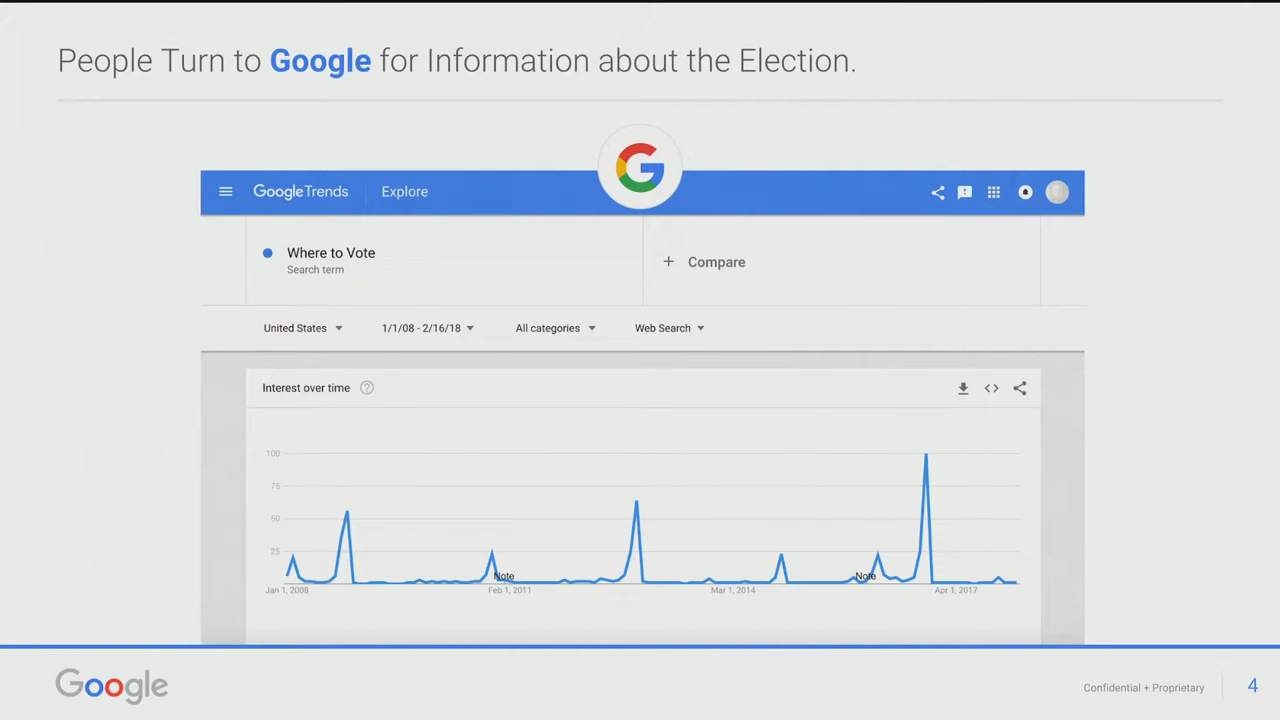 People Turn to Google for Information about the Election.
G
Google Trends Explore
Where to Vote
Search term
+ Compare
United States 1/1/08 - 2/16/18 All categories Web Search
Interest over time ?
100
75
50
25
Note Note
Jan 1, 2008 Feb 1, 2011 Mar 1, 2014 Apr 1, 2017
Google Confidential + Proprietary 4